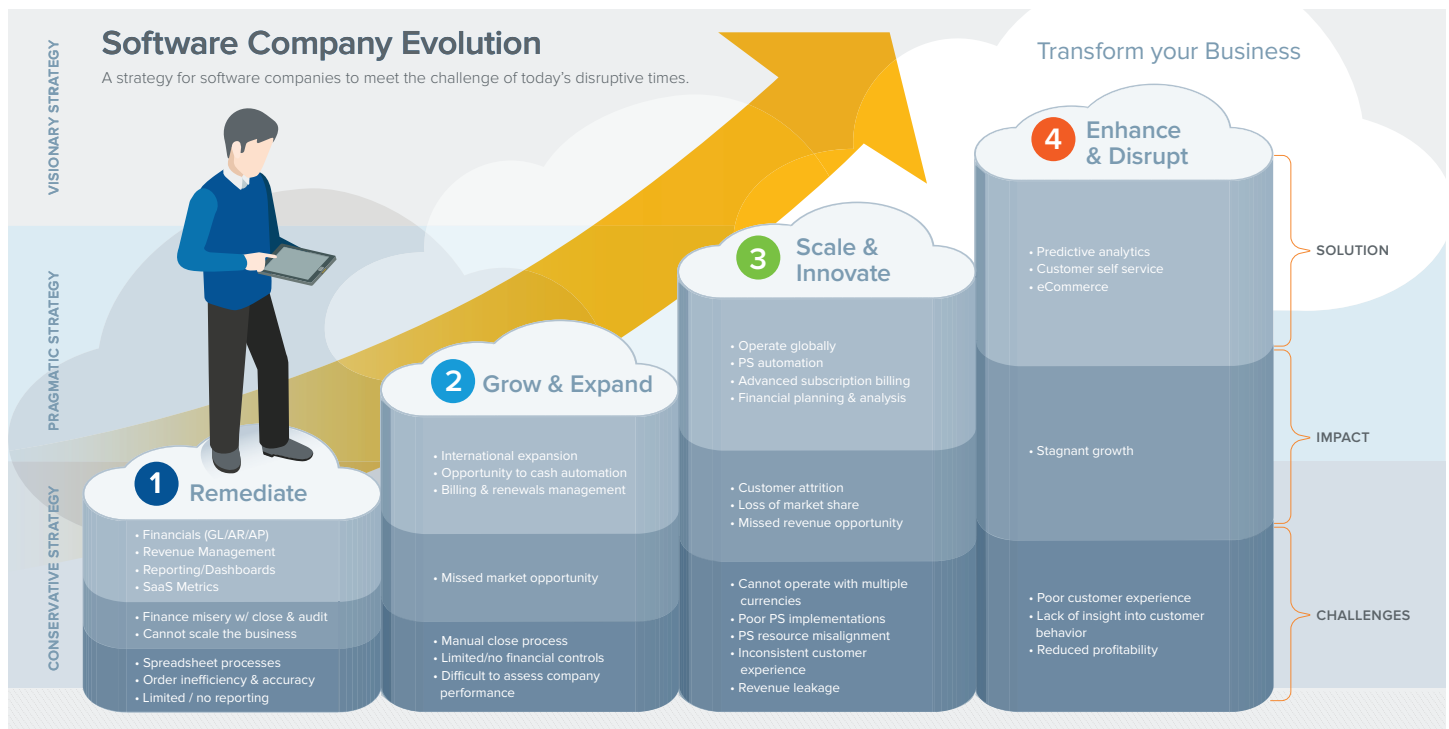 Software Company Evolution
A strategy for software companies to meet the challenge of today's disruptive times.
Transform your Business
VISIONARY STRATEGY
PRAGMATIC STRATEGY
CONSERVATIVE STRATEGY
1
Remediate
• Financials (GL/AR/AP)
• Revenue Management
• Reporting/Dashboards
• SaaS Metrics
• Finance misery w/ close & audit
• Cannot scale the business
• Spreadsheet processes
• Order inefficiency & accuracy
• Limited / no reporting
2
Grow & Expand
• International expansion
• Opportunity to cash automation
• Billing & renewals management
• Missed market opportunity
• Manual close process
• Limited/no financial controls
• Difficult to assess company
performance
3
Scale &
Innovate
• Operate globally
• PS automation
• Advanced subscription billing
• Financial planning & analysis
• Customer attrition
• Loss of market share
• Missed revenue opportunity
• Cannot operate with multiple
currencies
• Poor PS implementations
• PS resource misalignment
• Inconsistent customer
experience
• Revenue leakage
4
Enhance
& Disrupt
• Predictive analytics
• Customer self service
• eCommerce
• Stagnant growth
• Poor customer experience
• Lack of insight into customer
behavior
• Reduced profitability
SOLUTION
IMPACT
CHALLENGES